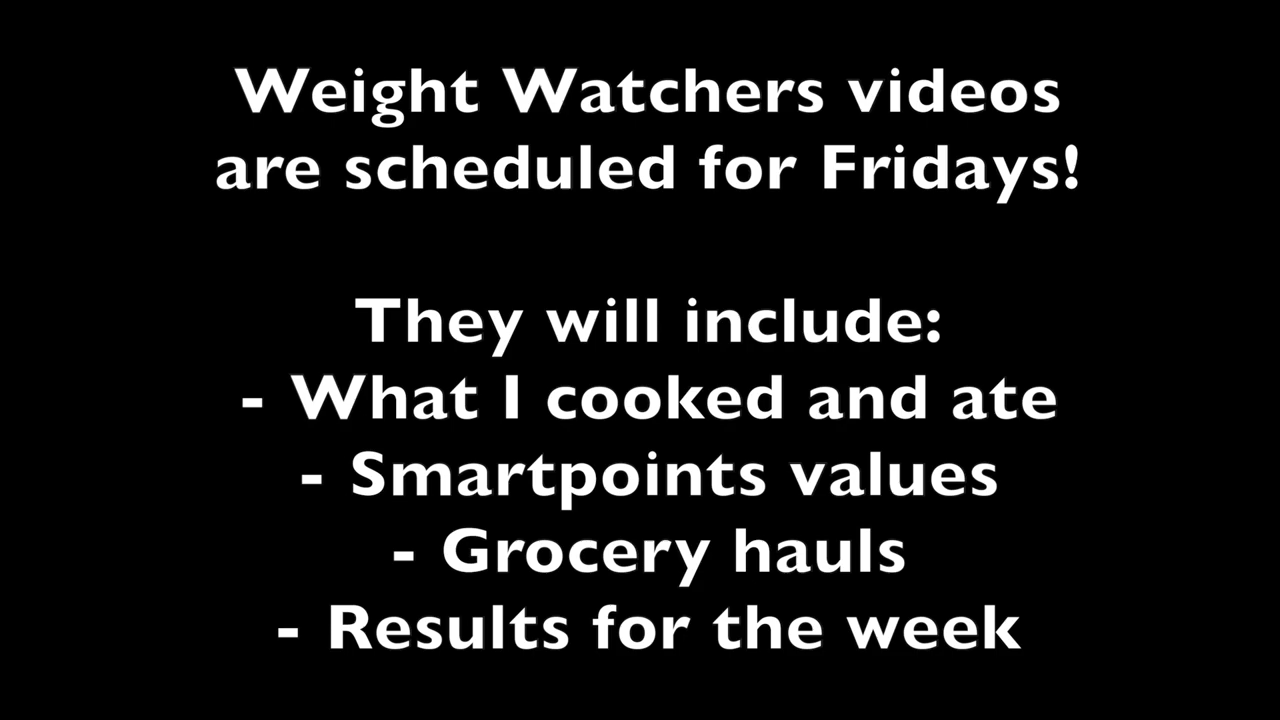 Weight Watchers videos
are scheduled for Fridays!
They will include:
- What I cooked and ate
- Smartpoints values
- Grocery hauls
- Results for the week